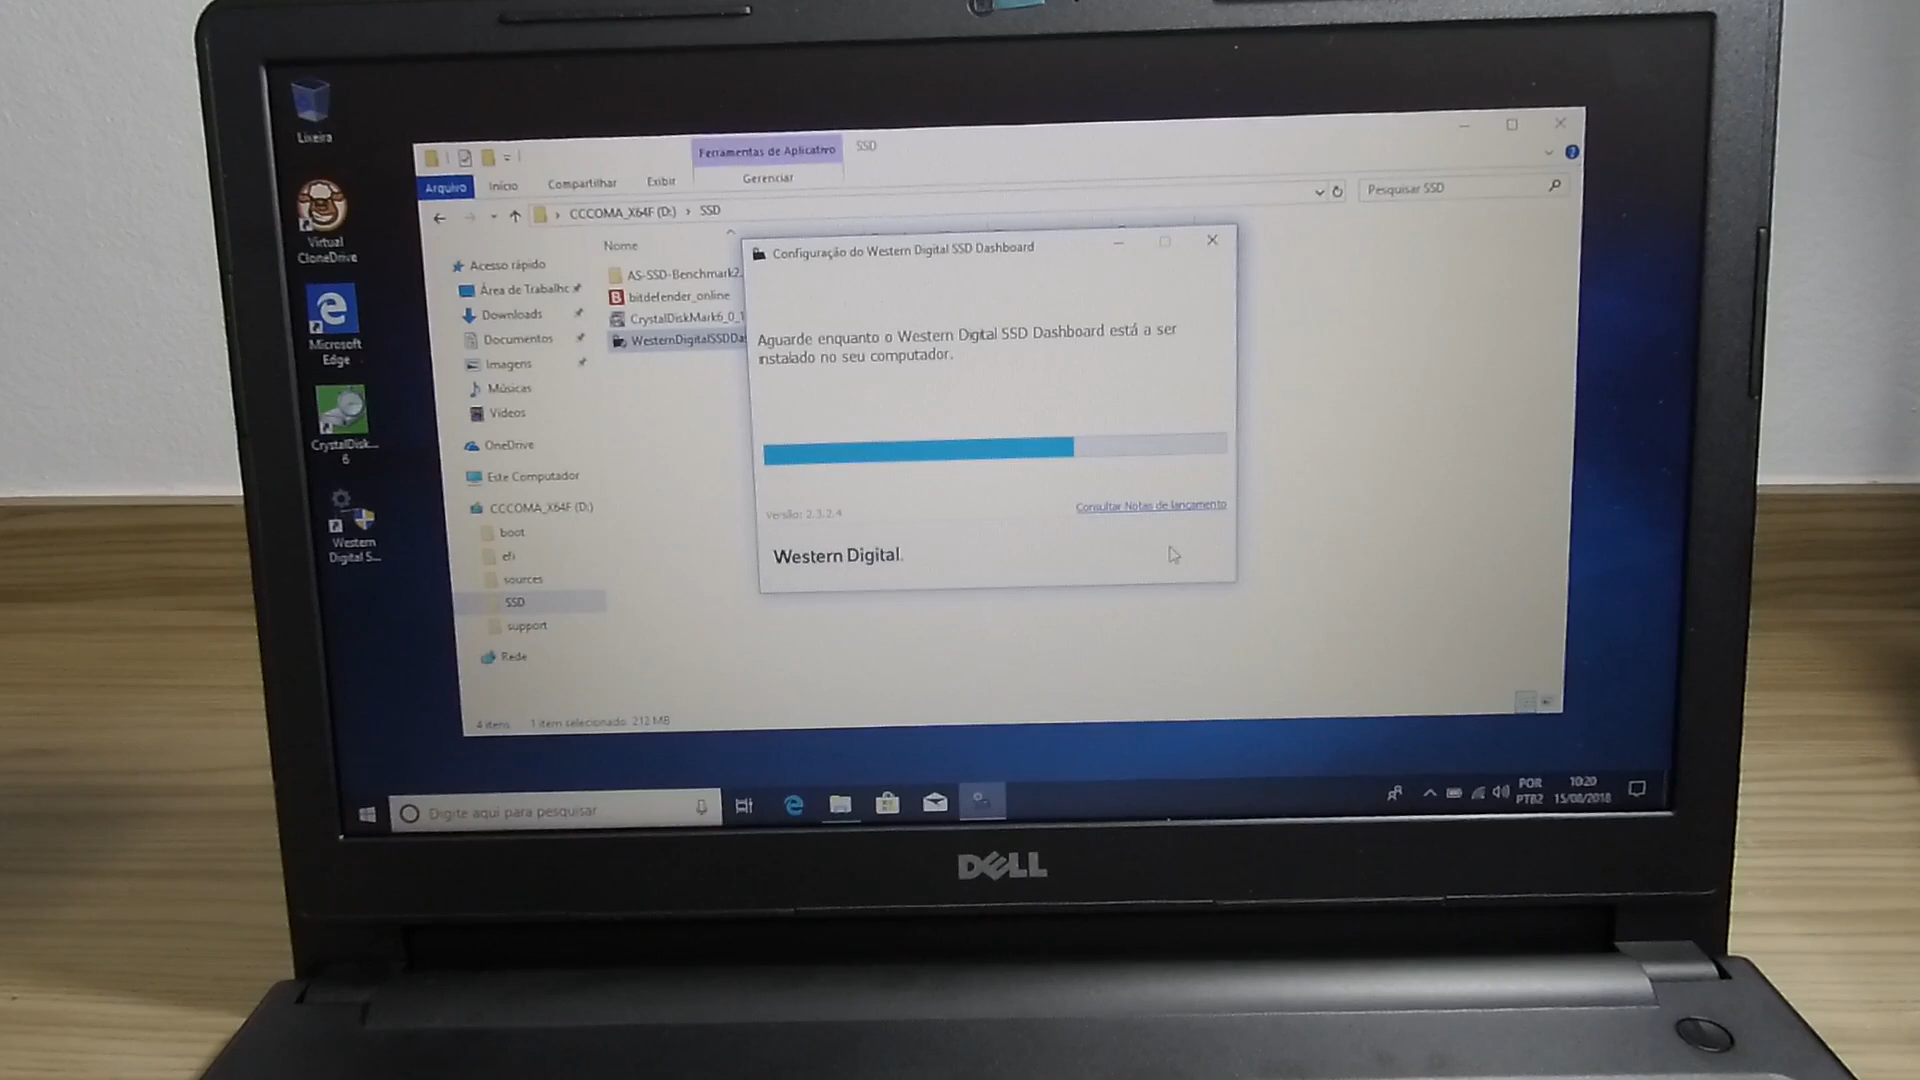 Lixeira
Virtual
CloneDrive
Microsoft
Edge
CrystalDisk...
6
Western
Digital S...
Ferramentas de Aplicativo
SSD
Arquivo
Início
Compartilhar
Exibir
Gerenciar
CCCOMA_X64F (D:) › SSD
Pesquisar SSD
Nome
Acesso rápido
Área de Trabalho
Downloads
Documentos
Imagens
Músicas
Vídeos
OneDrive
Este Computador
CCCOMA_X64F (D:)
boot
efi
sources
SSD
support
Rede
AS-SSD-Benchmark2.
bitdefender_online
CrystalDiskMark6_0_1
WesternDigitalSSDDas
4 itens
1 item selecionado 212 MB
Configuração do Western Digital SSD Dashboard
Aguarde enquanto o Western Digital SSD Dashboard está a ser
instalado no seu computador.
Versão: 2.3.2.4
Consultar Notas de lançamento
Western Digital.
Digite aqui para pesquisar
POR
PTB2
10:20
15/08/2018
DELL